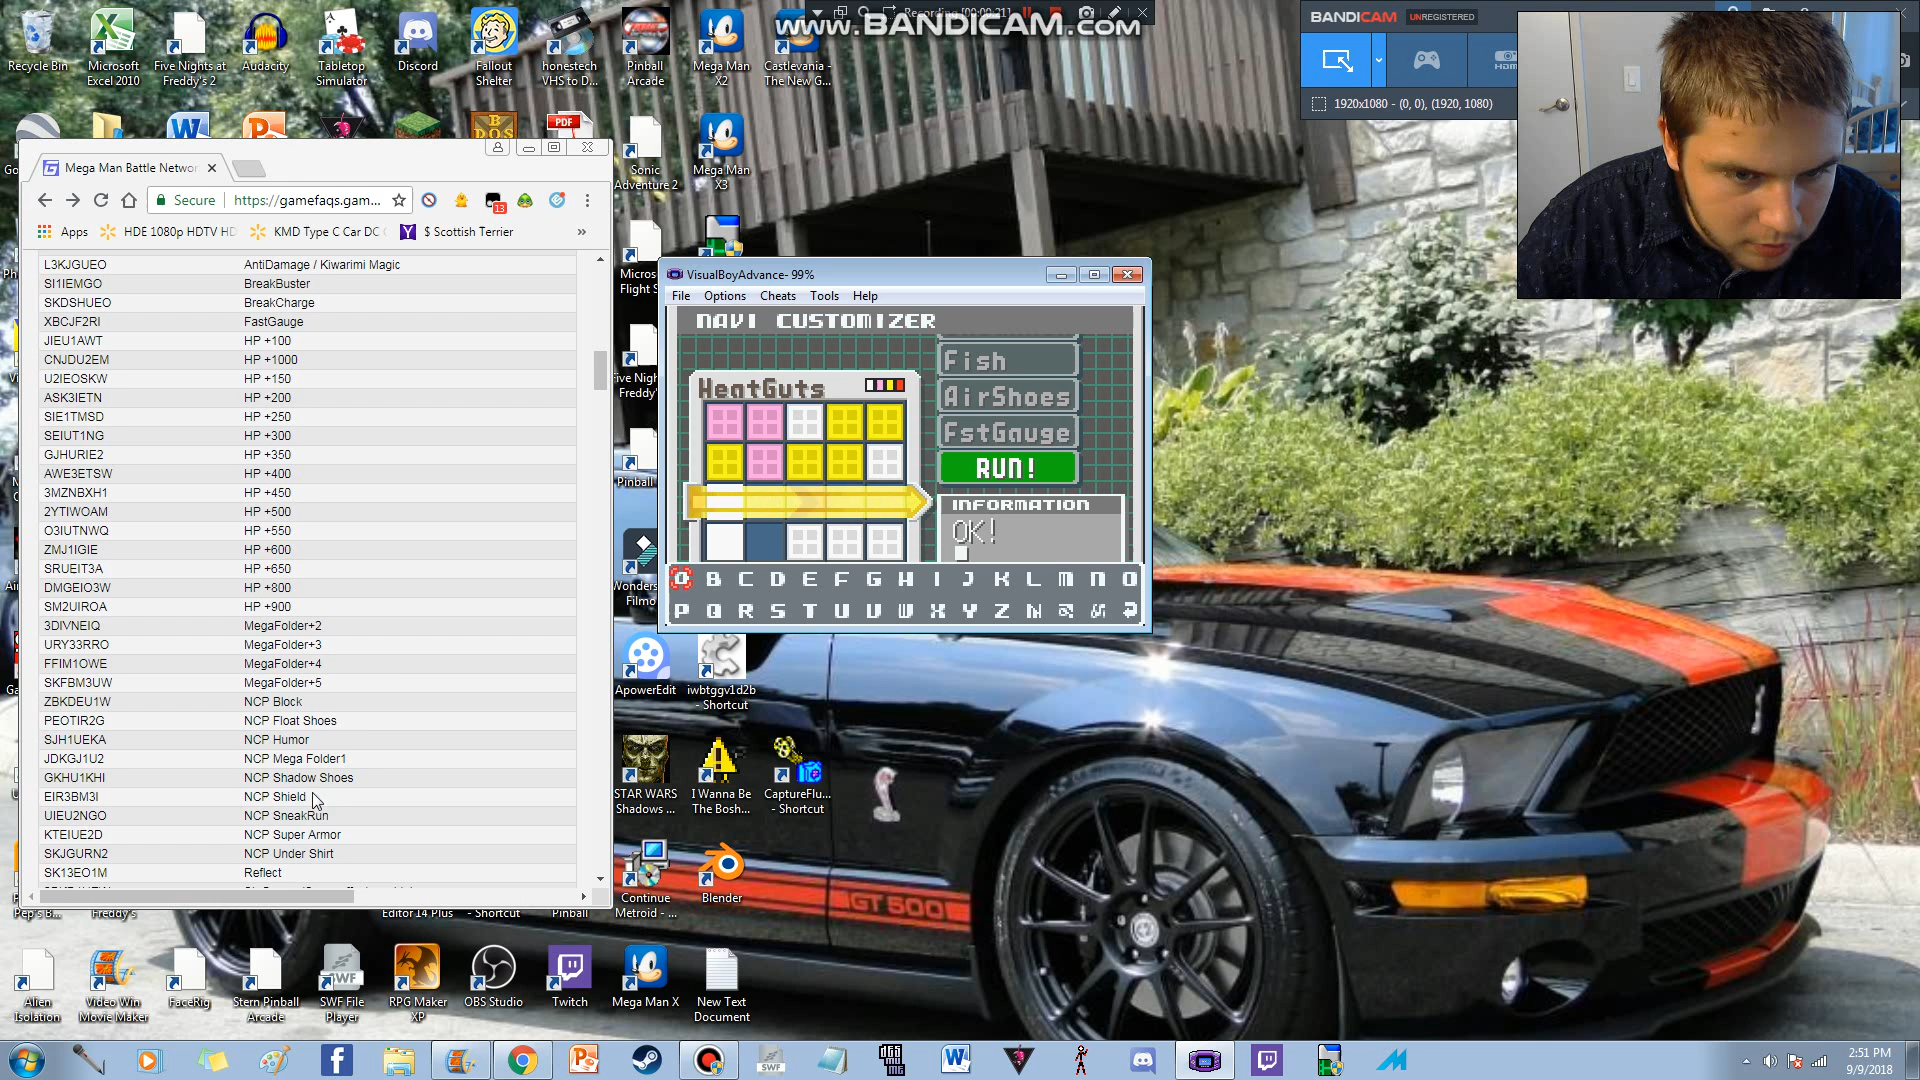 Recording [00:00:21]
www.BANDICAM.com
BANDICAM UNREGISTERED
1920x1080 - (0, 0), (1920, 1080)
Recycle Bin
Microsoft Excel 2010
Five Nights at Freddy's 2
Audacity
Tabletop Simulator
Discord
Fallout Shelter
honestech VHS to D...
Pinball Arcade
Mega Man X2
Castlevania - The New G...
Sonic Adventure 2
Mega Man X3
Mega Man Battle Networ
Secure https://gamefaqs.gam...
13
Apps HDE 1080p HDTV HD KMD Type C Car DC $ Scottish Terrier »
L3KJGUEO AntiDamage / Kiwarimi Magic
SI1IEMGO BreakBuster
SKDSHUEO BreakCharge
XBCJF2RI FastGauge
JIEU1AWT HP +100
CNJDU2EM HP +1000
U2IEOSKW HP +150
ASK3IETN HP +200
SIE1TMSD HP +250
SEIUT1NG HP +300
GJHURIE2 HP +350
AWE3ETSW HP +400
3MZNBXH1 HP +450
2YTIWOAM HP +500
O3IUTNWQ HP +550
ZMJ1IGIE HP +600
SRUEIT3A HP +650
DMGEIO3W HP +800
SM2UIROA HP +900
3DIVNEIQ MegaFolder+2
URY33RRO MegaFolder+3
FFIM1OWE MegaFolder+4
SKFBM3UW MegaFolder+5
ZBKDEU1W NCP Block
PEOTIR2G NCP Float Shoes
SJH1UEKA NCP Humor
JDKGJ1U2 NCP Mega Folder1
GKHU1KHI NCP Shadow Shoes
EIR3BM3I NCP Shield
UIEU2NGO NCP SneakRun
KTEIUE2D NCP Super Armor
SKJGURN2 NCP Under Shirt
SK13EO1M Reflect
VisualBoyAdvance- 99%
File Options Cheats Tools Help
NAVI CUSTOMIZER
HeatGuts
Fish
AirShoes
FstGauge
RUN!
INFORMATION
OK!
B C D E F G H I J K L M N O
P Q R S T U V W X Y Z
ApowerEdit
iwbtggv1d2b - Shortcut
STAR WARS Shadows ...
I Wanna Be The Bosh...
CaptureFlu... - Shortcut
Continue Metroid - ...
Blender
Pep's B...
Freddy's
Editor 14 Plus
- Shortcut
Pinball
GT 500
Alien Isolation
Video Win Movie Maker
FaceRig
Stern Pinball Arcade
SWF File Player
RPG Maker XP
OBS Studio
Twitch
Mega Man X
New Text Document
2:51 PM
9/9/2018